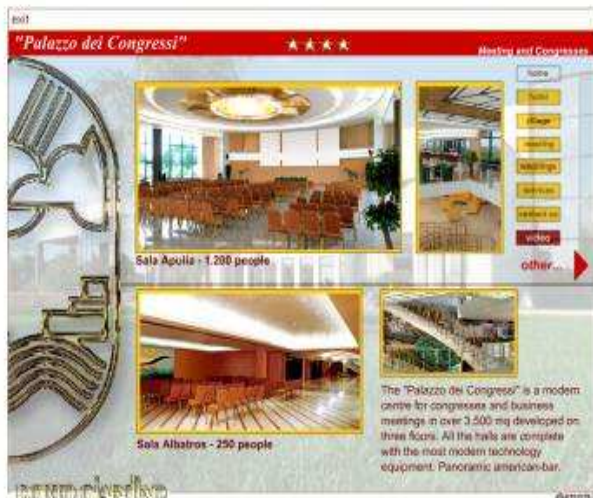 exit
"Palazzo dei Congressi"
Meeting and Congresses
home
hotel
village
meeting
weddings
services
contact us
video
other...
Sala Apulia - 1.200 people
Sala Albatros - 250 people
The "Palazzo dei Congressi" is a modern
centre for congresses and business
meetings in over 3.500 mq developed on
three floors. All the halls are complete
with the most modern technology
equipment. Panoramic american-bar.